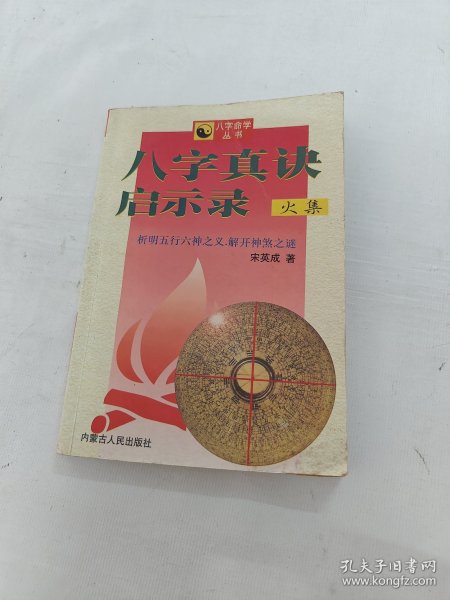 八字命学
丛书
八字真诀
启示录
火集
析明五行六神之义.解开神煞之谜
宋英成 著
内蒙古人民出版社
孔夫子旧书网
www.kongfz.com